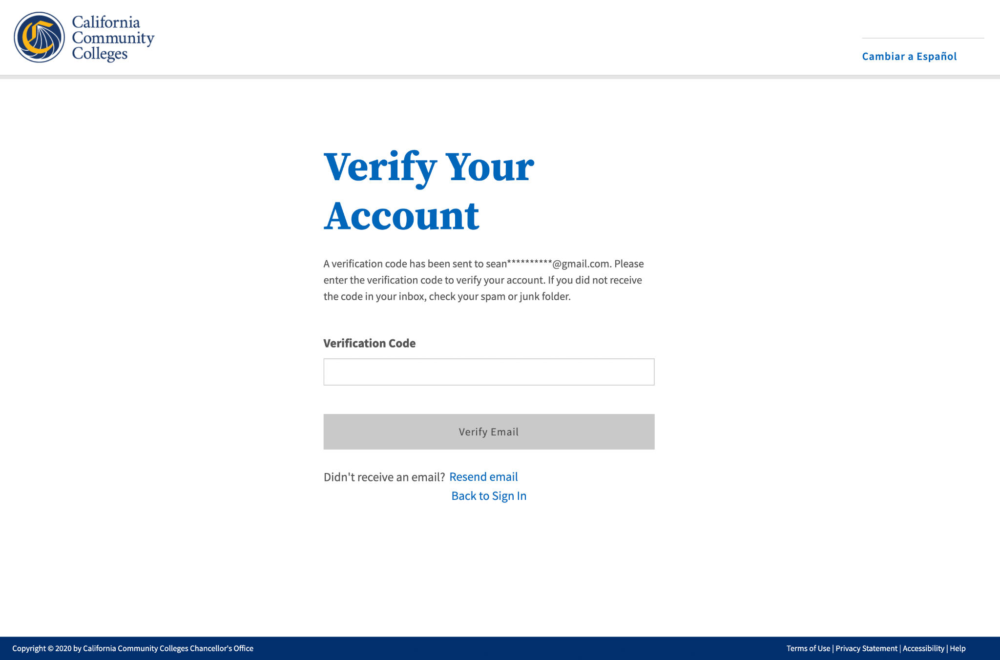 California
Community
Colleges
Cambiar a Español
Verify Your
Account
A verification code has been sent to sean**********@gmail.com. Please
enter the verification code to verify your account. If you did not receive
the code in your inbox, check your spam or junk folder.
Verification Code
Verify Email
Didn't receive an email? Resend email
Back to Sign In
Copyright © 2020 by California Community Colleges Chancellor's Office
Terms of Use | Privacy Statement | Accessibility | Help